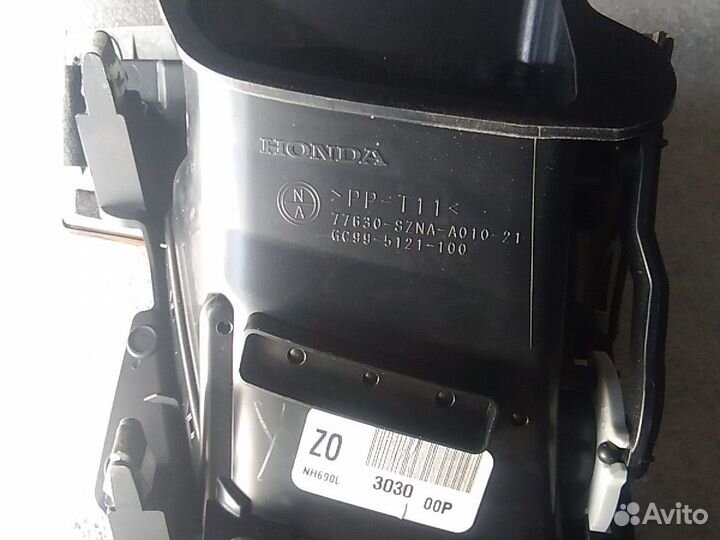 HONDA
N
A
>PP-T11<
77630-SZNA-A010-21
GC99-5121-100
ZO
NH690L
3030 00P
Avito